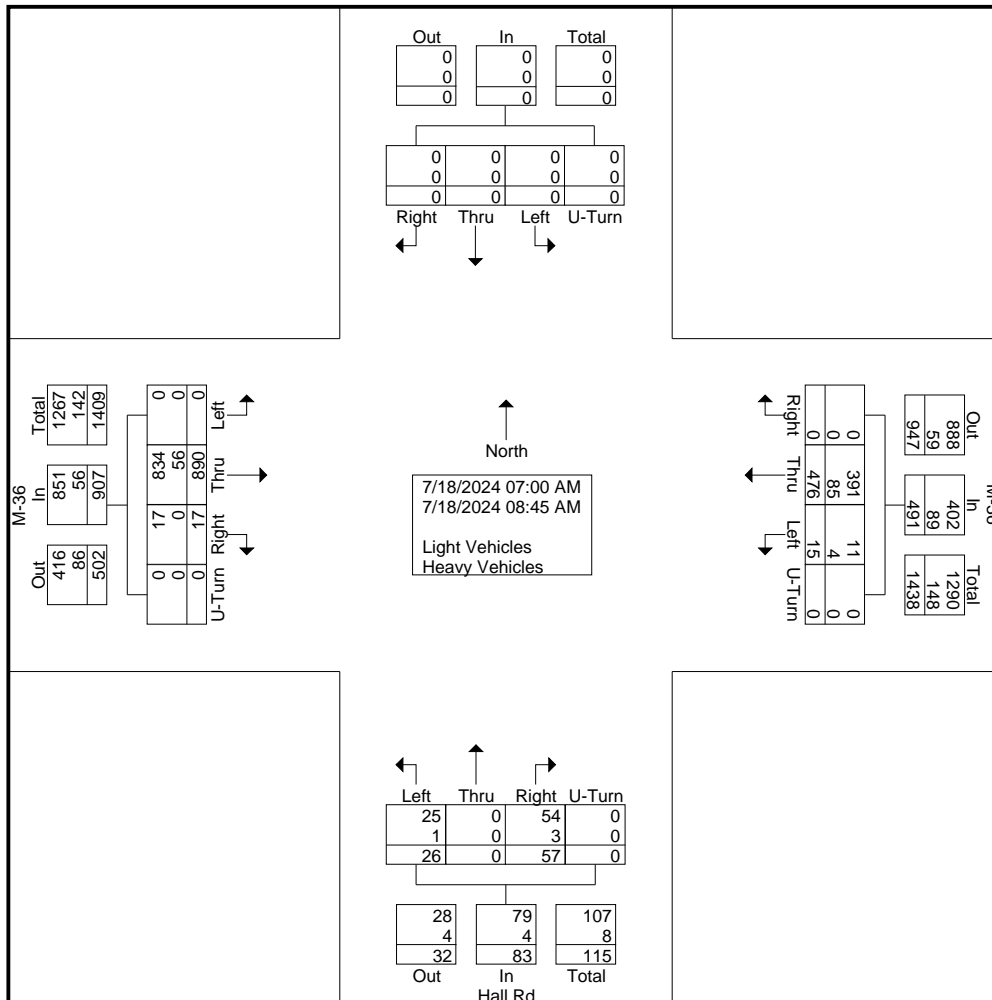 Out In Total
0 0 0
0 0 0
0 0 0
0 0 0 0
0 0 0 0
0 0 0 0
Right Thru Left U-Turn
M-36
Total In Out
1267 851 416
142 56 86
1409 907 502
Left Thru Right U-Turn
0 834 17 0
0 56 0 0
0 890 17 0
North
7/18/2024 07:00 AM
7/18/2024 08:45 AM
Light Vehicles
Heavy Vehicles
Right Thru Left U-Turn
0 391 11 0
0 85 4 0
0 476 15 0
Out In Total
888 402 1290
59 89 148
947 491 1438
M-36
Left Thru Right U-Turn
25 0 54 0
1 0 3 0
26 0 57 0
28 79 107
4 4 8
32 83 115
Out In Total
Hall Rd